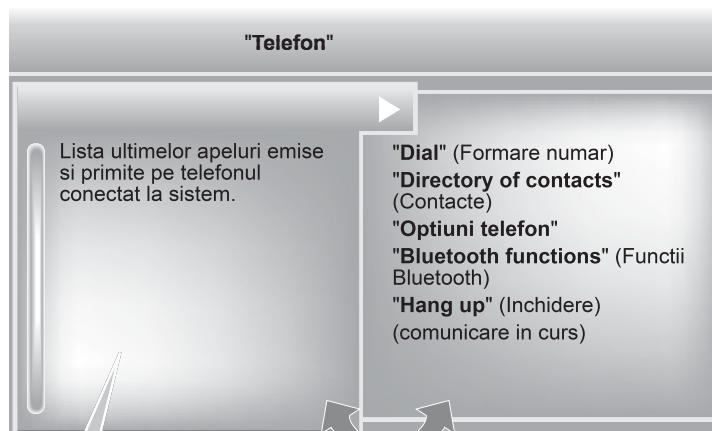 "Telefon"
Lista ultimelor apeluri emise
si primite pe telefonul
conectat la sistem.
"Dial" (Formare numar)
"Directory of contacts"
(Contacte)
"Optiuni telefon"
"Bluetooth functions" (Functii
Bluetooth)
"Hang up" (Inchidere)
(comunicare in curs)